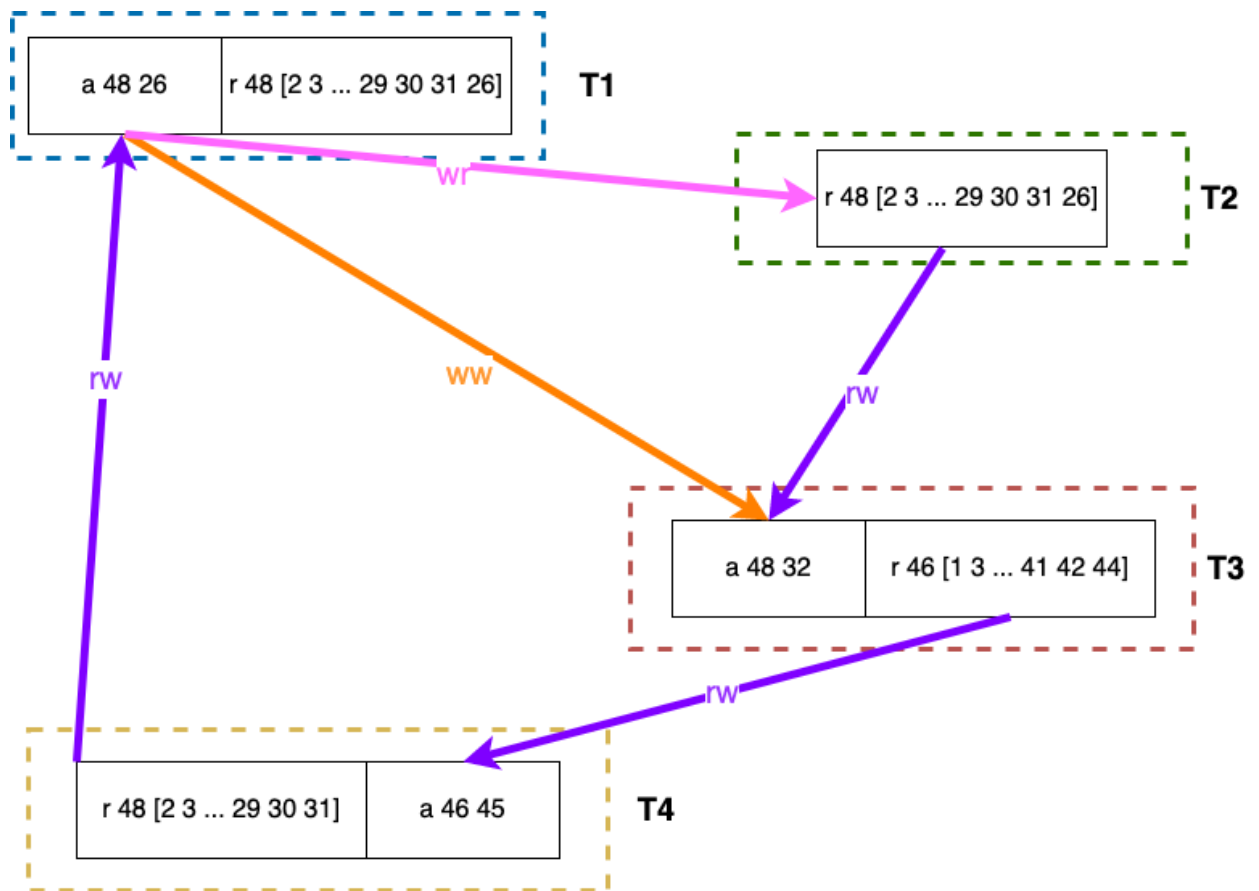 a 48 26
r 48 [2 3 ... 29 30 31 26]
T1
wr
r 48 [2 3 ... 29 30 31 26]
T2
rw
ww
rw
a 48 32
r 46 [1 3 ... 41 42 44]
T3
rw
r 48 [2 3 ... 29 30 31]
a 46 45
T4